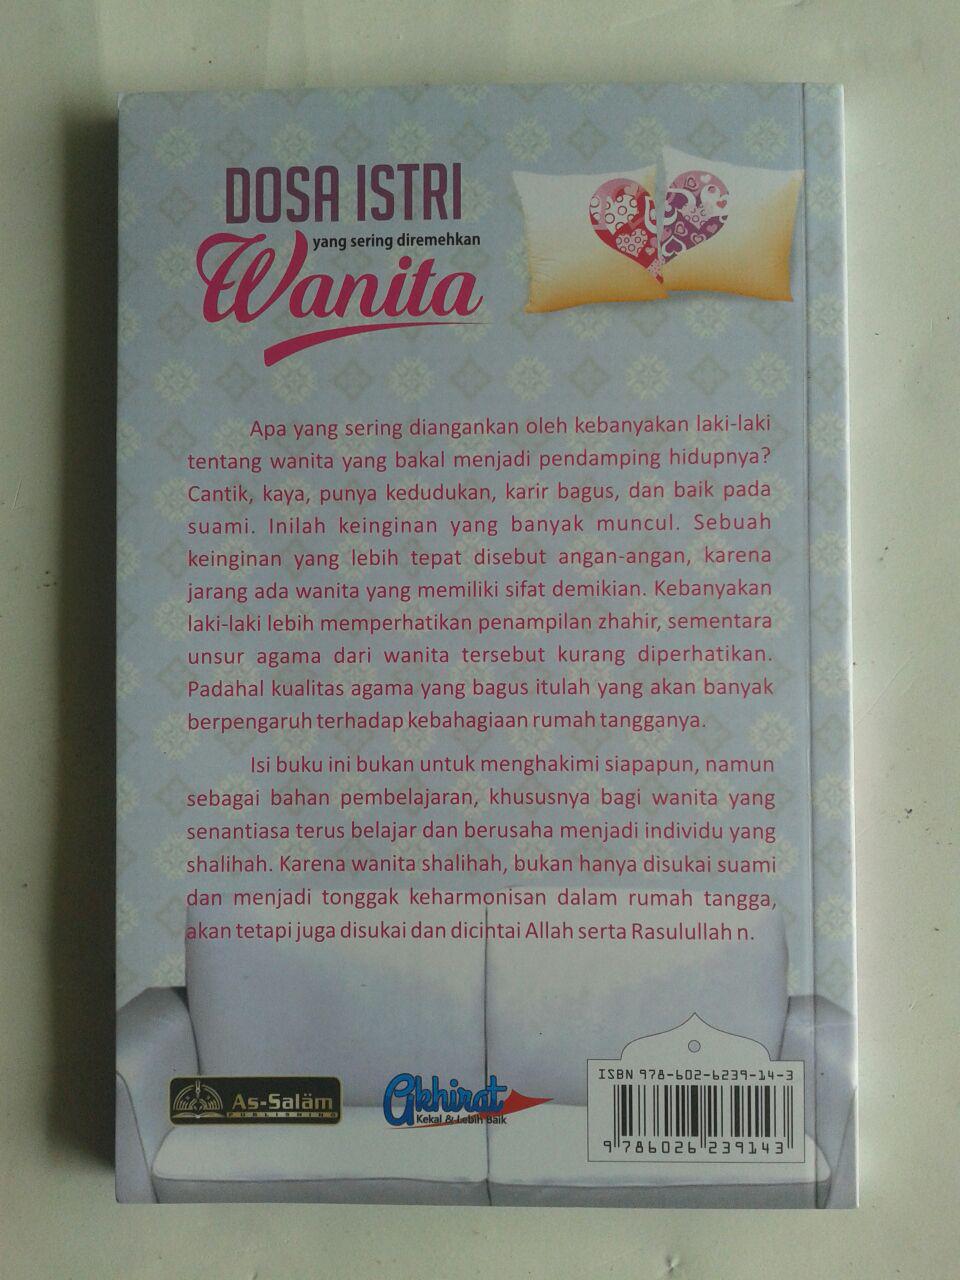 DOSA ISTRI
yang sering diremehkan
Wanita
Apa yang sering diangankan oleh kebanyakan laki-laki
tentang wanita yang bakal menjadi pendamping hidupnya?
Cantik, kaya, punya kedudukan, karir bagus, dan baik pada
suami. Inilah keinginan yang banyak muncul. Sebuah
keinginan yang lebih tepat disebut angan-angan, karena
jarang ada wanita yang memiliki sifat demikian. Kebanyakan
laki-laki lebih memperhatikan penampilan zhahir, sementara
unsur agama dari wanita tersebut kurang diperhatikan.
Padahal kualitas agama yang bagus itulah yang akan banyak
berpengaruh terhadap kebahagiaan rumah tangganya.
Isi buku ini bukan untuk menghakimi siapapun, namun
sebagai bahan pembelajaran, khususnya bagi wanita yang
senantiasa terus belajar dan berusaha menjadi individu yang
shalihah. Karena wanita shalihah, bukan hanya disukai suami
dan menjadi tonggak keharmonisan dalam rumah tangga,
akan tetapi juga disukai dan dicintai Allah serta Rasulullah n.
As-Salām
PUBLISHING
Akhirat
Kekal & Lebih Baik
ISBN 978-602-6239-14-3
9 786026 239143